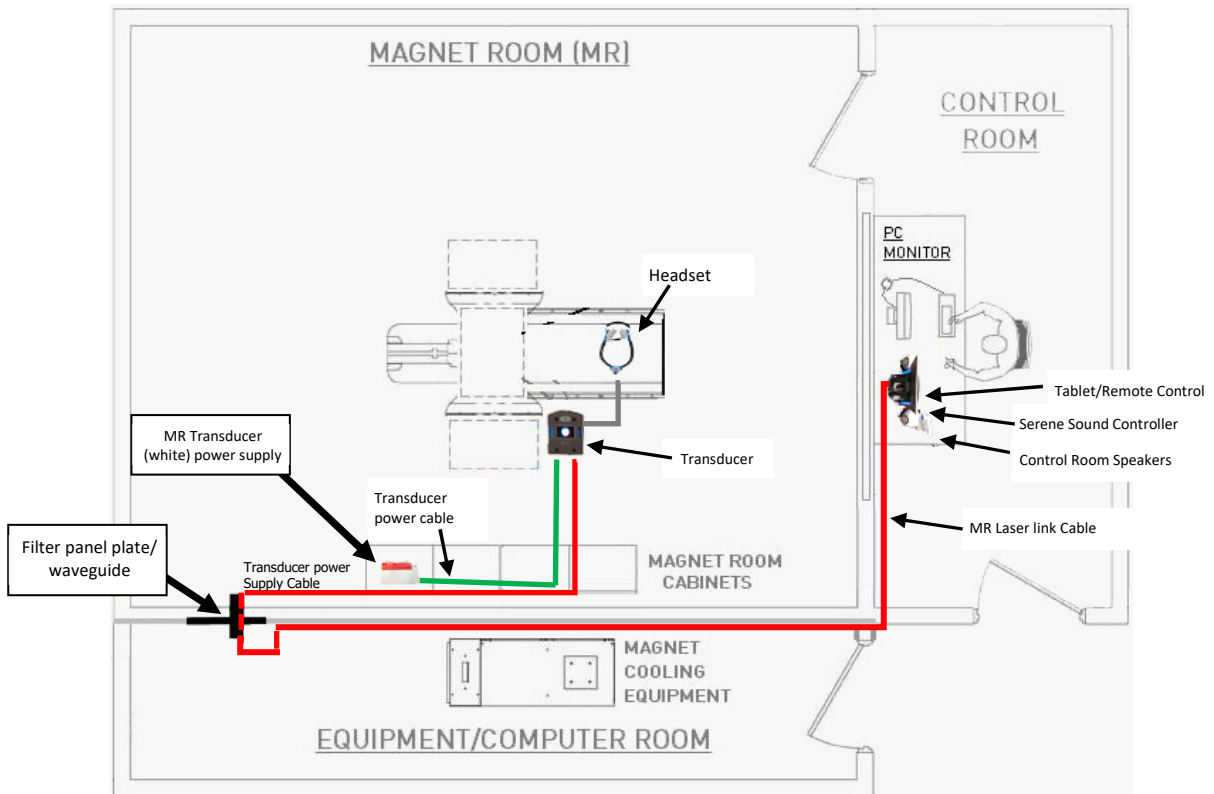 MAGNET ROOM (MR)
CONTROL
ROOM
PC
MONITOR
Headset
Tablet/Remote Control
Serene Sound Controller
Control Room Speakers
MR Transducer
(white) power supply
Transducer
Transducer
power cable
MR Laser link Cable
Filter panel plate/
waveguide
Transducer power
Supply Cable
MAGNET ROOM
CABINETS
MAGNET
COOLING
EQUIPMENT
EQUIPMENT/COMPUTER ROOM